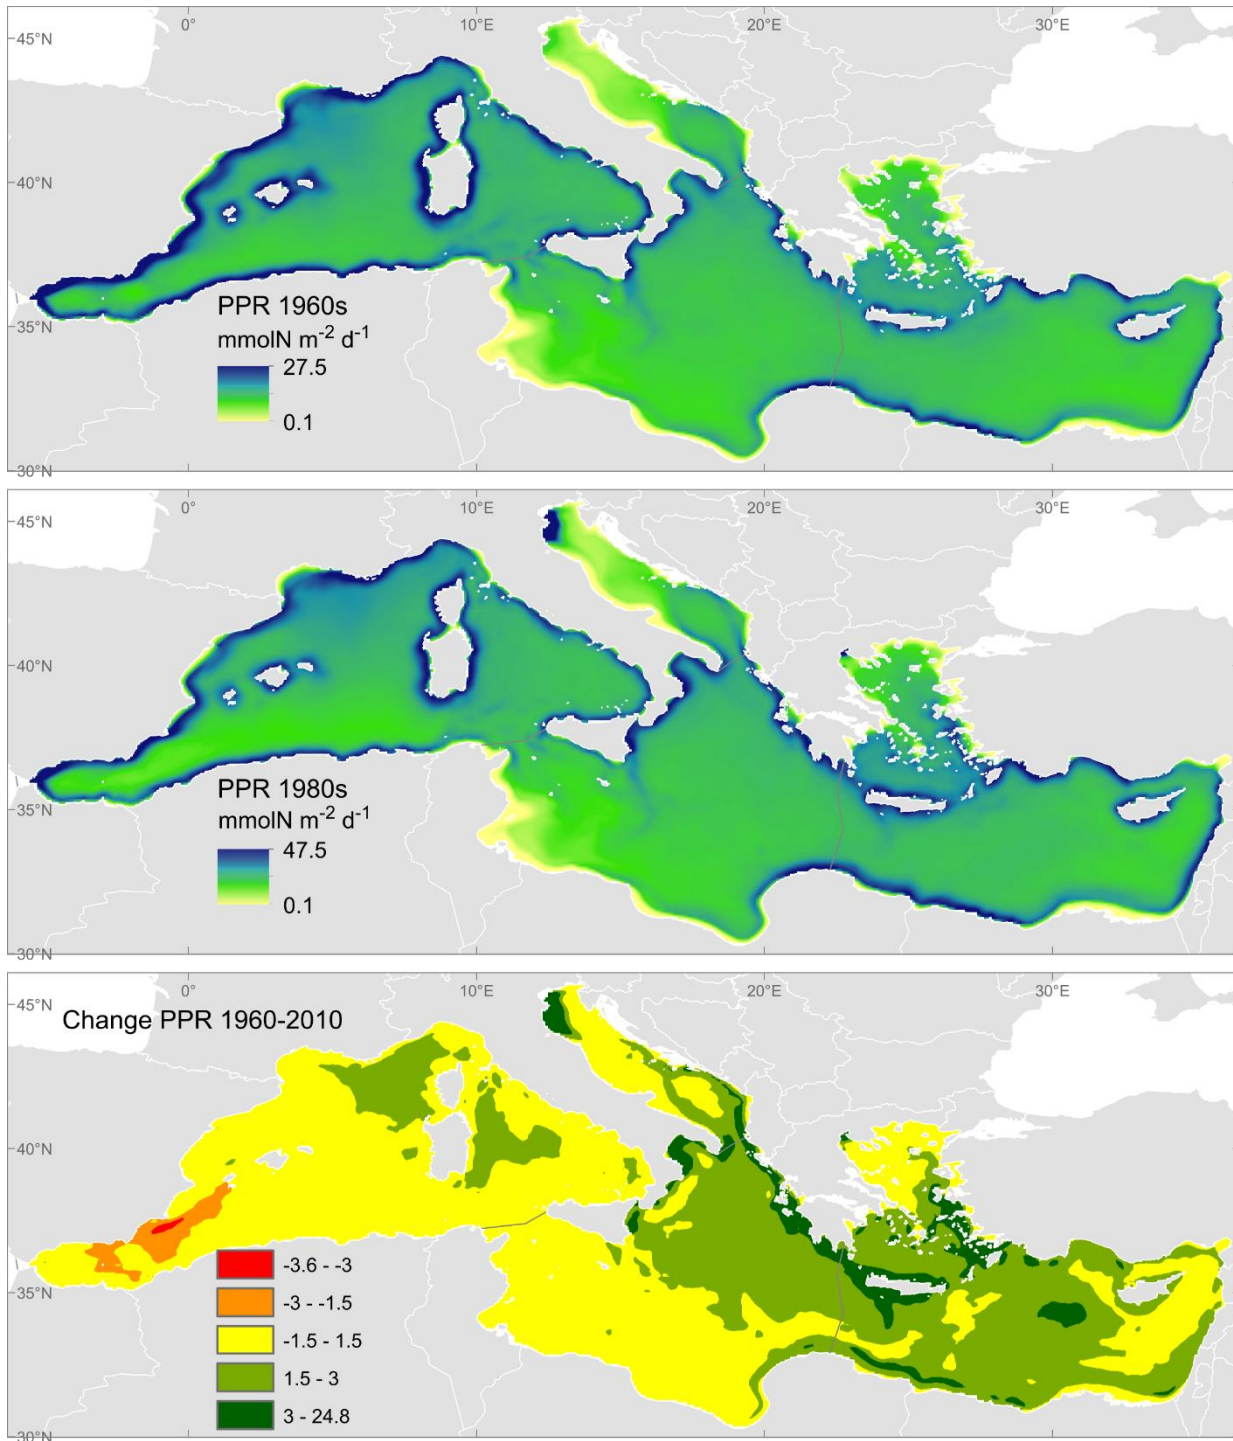 0° 10°E 20°E 30°E
45°N
40°N
35°N
PPR 1960s
mmolN m⁻² d⁻¹
27.5
0.1
30°N
0° 10°E 20°E 30°E
45°N
40°N
35°N
PPR 1980s
mmolN m⁻² d⁻¹
47.5
0.1
30°N
0° 10°E 20°E 30°E
45°N
Change PPR 1960-2010
40°N
35°N
-3.6 - -3
-3 - -1.5
-1.5 - 1.5
1.5 - 3
3 - 24.8
30°N